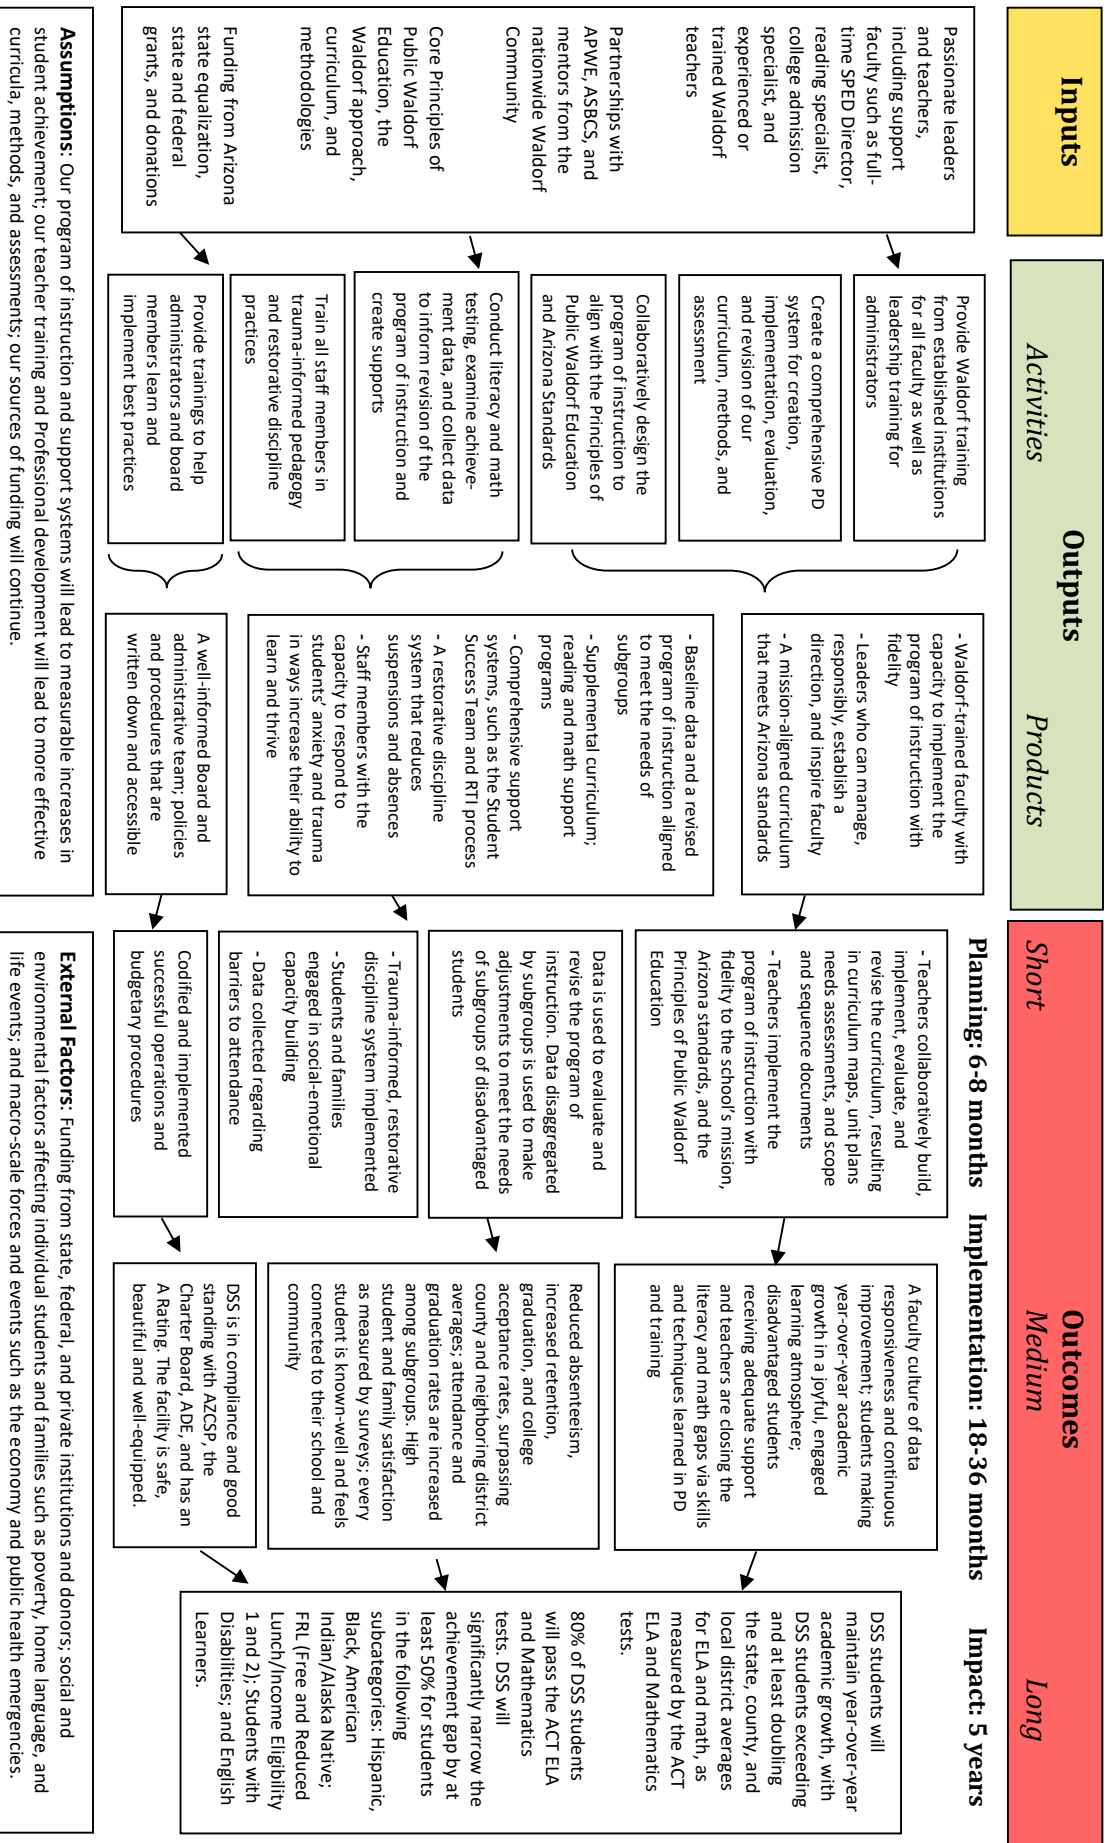 Inputs
Outputs
Activities
Products
Outcomes
Short
Medium
Long
Planning: 6-8 months
Implementation: 18-36 months
Impact: 5 years
Passionate leaders
and teachers,
including support
faculty such as full-
time SPED Director,
reading specialist,
college admission
specialist, and
experienced or
trained Waldorf
teachers
Partnerships with
APWE, ASBCS, and
mentors from the
nationwide Waldorf
Community
Core Principles of
Public Waldorf
Education, the
Waldorf approach,
curriculum, and
methodologies
Funding from Arizona
state equalization,
state and federal
grants, and donations
Provide Waldorf training
from established institutions
for all faculty as well as
leadership training for
administrators
Create a comprehensive PD
system for creation,
implementation, evaluation,
and revision of our
curriculum, methods, and
assessment
Collaboratively design the
program of instruction to
align with the Principles of
Public Waldorf Education
and Arizona Standards
Conduct literacy and math
testing, examine achieve-
ment data, and collect data
to inform revision of the
program of instruction and
create supports
Train all staff members in
trauma-informed pedagogy
and restorative discipline
practices
Provide trainings to help
administrators and board
members learn and
implement best practices
- Waldorf-trained faculty with
capacity to implement the
program of instruction with
fidelity
- Leaders who can manage,
responsibly, establish a
direction, and inspire faculty
- A mission-aligned curriculum
that meets Arizona standards
- Baseline data and a revised
program of instruction aligned
to meet the needs of
subgroups
- Supplemental curriculum;
reading and math support
programs
- Comprehensive support
systems, such as the Student
Success Team and RTI process
- A restorative discipline
system that reduces
suspensions and absences
- Staff members with the
capacity to respond to
students’ anxiety and trauma
in ways increase their ability to
learn and thrive
A well-informed Board and
administrative team; policies
and procedures that are
written down and accessible
- Teachers collaboratively build,
implement, evaluate, and
revise the curriculum, resulting
in curriculum maps, unit plans
needs assessments, and scope
and sequence documents
- Teachers implement the
program of instruction with
fidelity to the school’s mission,
Arizona standards, and the
Principles of Public Waldorf
Education
Data is used to evaluate and
revise the program of
instruction. Data disaggregated
by subgroups is used to make
adjustments to meet the needs
of subgroups of disadvantaged
students
- Trauma-informed, restorative
discipline system implemented
- Students and families
engaged in social-emotional
capacity building
- Data collected regarding
barriers to attendance
Codified and implemented
successful operations and
budgetary procedures
A faculty culture of data
responsiveness and continuous
improvement; students making
year-over-year academic
growth in a joyful, engaged
learning atmosphere;
disadvantaged students
receiving adequate support
and teachers are closing the
literacy and math gaps via skills
and techniques learned in PD
and training
Reduced absenteeism,
increased retention,
graduation, and college
acceptance rates, surpassing
county and neighboring district
averages; attendance and
graduation rates are increased
among subgroups. High
student and family satisfaction
as measured by surveys; every
student is known-well and feels
connected to their school and
community
DSS is in compliance and good
standing with AZCSP, the
Charter Board, ADE, and has an
A Rating. The facility is safe,
beautiful and well-equipped.
DSS students will
maintain year-over-year
academic growth, with
DSS students exceeding
and at least doubling
the state, county, and
local district averages
for ELA and math, as
measured by the ACT
ELA and Mathematics
tests.
80% of DSS students
will pass the ACT ELA
and Mathematics
tests. DSS will
significantly narrow the
achievement gap by at
least 50% for students
in the following
subcategories: Hispanic,
Black, American
Indian/Alaska Native;
FRL (Free and Reduced
Lunch/Income Eligibility
1 and 2); Students with
Disabilities; and English
Learners.
Assumptions: Our program of instruction and support systems will lead to measurable increases in
student achievement; our teacher training and Professional development will lead to more effective
curricula, methods, and assessments; our sources of funding will continue.
External Factors: Funding from state, federal, and private institutions and donors; social and
environmental factors affecting individual students and families such as poverty, home language, and
life events; and macro-scale forces and events such as the economy and public health emergencies.